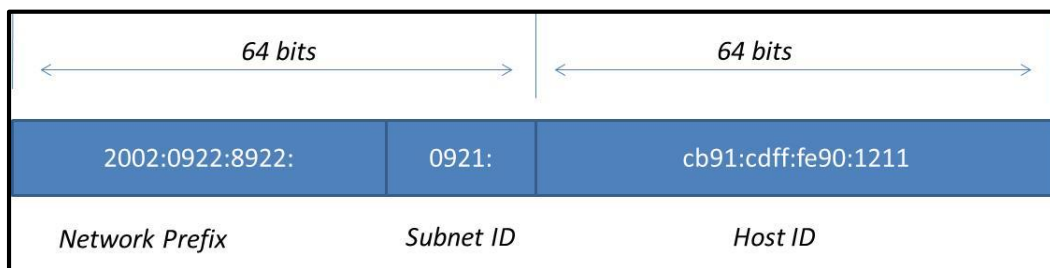 64 bits 64 bits
2002:0922:8922: 0921: cb91:cdff:fe90:1211
Network Prefix Subnet ID Host ID